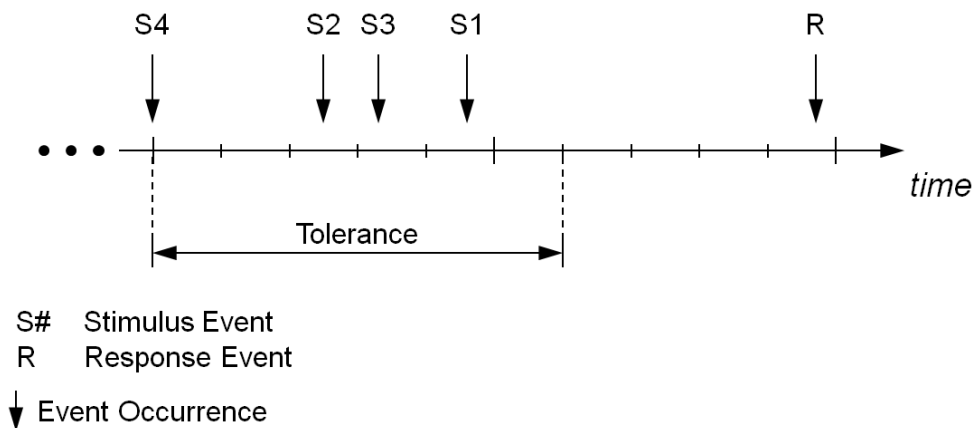 S4 S2 S3 S1 R
time
Tolerance
S# Stimulus Event
R Response Event
Event Occurrence